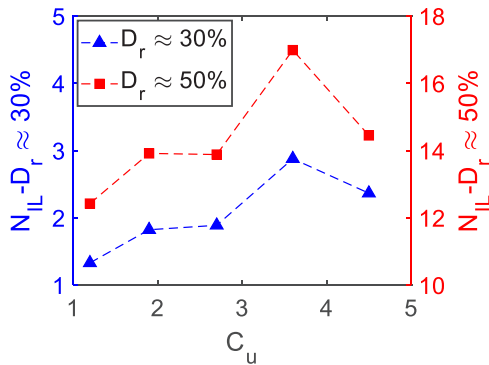 D_r ≈ 30%
D_r ≈ 50%
5
4
3
2
1
N_IL-D_r ≈ 30%
18
16
14
12
10
N_IL-D_r ≈ 50%
1 2 3 4 5
C_u